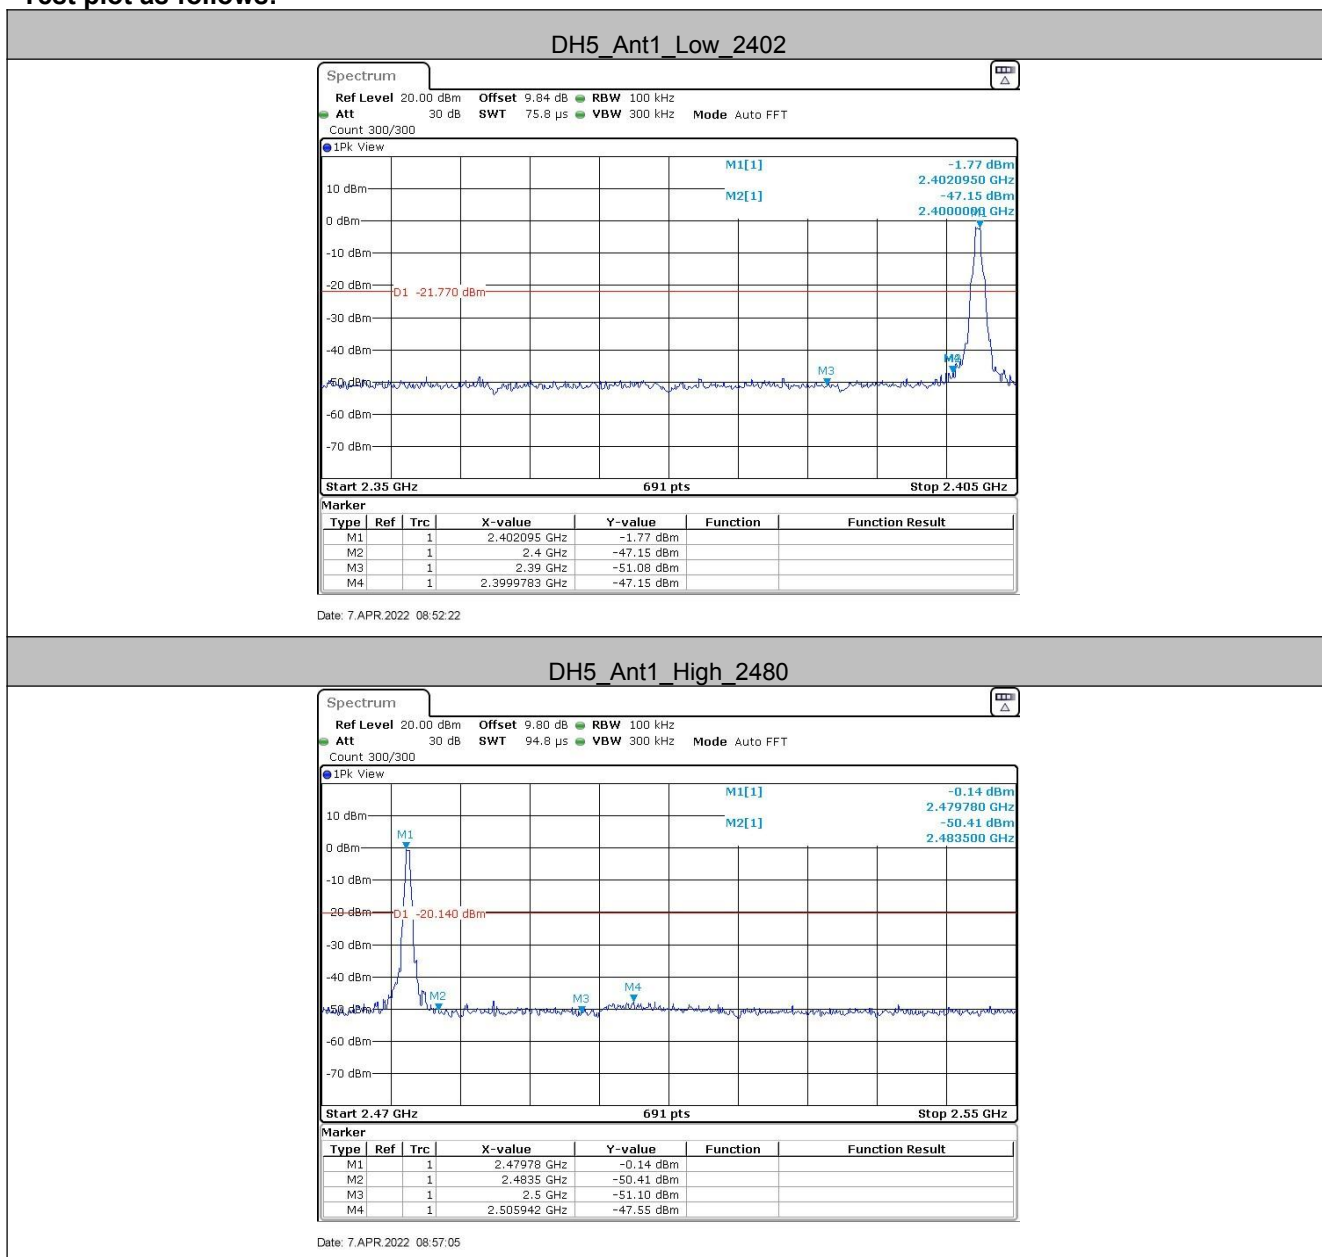 Test plot as follows:
DH5_Ant1_Low_2402
Spectrum
Ref Level 20.00 dBm Offset 9.84 dB RBW 100 kHz
Att 30 dB SWT 75.8 µs VBW 300 kHz Mode Auto FFT
Count 300/300
1Pk View
M1[1] -1.77 dBm
2.4020950 GHz
M2[1] -47.15 dBm
2.4000000 GHz
M1
10 dBm
0 dBm
-10 dBm
-20 dBm
D1 -21.770 dBm
-30 dBm
-40 dBm
M3
-50 dBm
-60 dBm
-70 dBm
Start 2.35 GHz 691 pts Stop 2.405 GHz
Marker
Type Ref Trc X-value Y-value Function Function Result
M1 1 2.402095 GHz -1.77 dBm
M2 1 2.4 GHz -47.15 dBm
M3 1 2.39 GHz -51.08 dBm
M4 1 2.3999783 GHz -47.15 dBm
Date: 7.APR.2022 08:52:22
DH5_Ant1_High_2480
Spectrum
Ref Level 20.00 dBm Offset 9.80 dB RBW 100 kHz
Att 30 dB SWT 94.8 µs VBW 300 kHz Mode Auto FFT
Count 300/300
1Pk View
M1[1] -0.14 dBm
2.479780 GHz
M2[1] -50.41 dBm
2.483500 GHz
10 dBm
M1
0 dBm
-10 dBm
-20 dBm
D1 -20.140 dBm
-30 dBm
-40 dBm
M2 M3 M4
-50 dBm
-60 dBm
-70 dBm
Start 2.47 GHz 691 pts Stop 2.55 GHz
Marker
Type Ref Trc X-value Y-value Function Function Result
M1 1 2.47978 GHz -0.14 dBm
M2 1 2.4835 GHz -50.41 dBm
M3 1 2.5 GHz -51.10 dBm
M4 1 2.505942 GHz -47.55 dBm
Date: 7.APR.2022 08:57:05